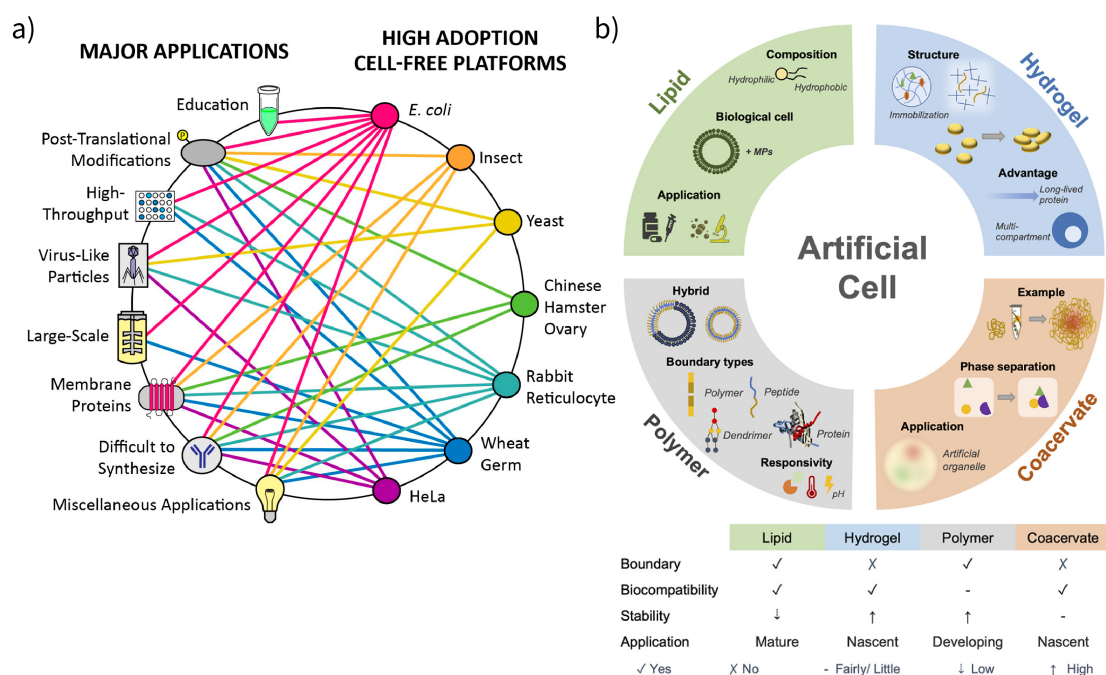 a)
MAJOR APPLICATIONS
HIGH ADOPTION
CELL-FREE PLATFORMS
Education
P
Post-Translational
Modifications
High-
Throughput
Virus-Like
Particles
Large-Scale
Membrane
Proteins
Difficult to
Synthesize
Miscellaneous Applications
E. coli
Insect
Yeast
Chinese
Hamster
Ovary
Rabbit
Reticulocyte
Wheat
Germ
HeLa
b)
Lipid
Composition
Hydrophilic
Hydrophobic
Biological cell
+ MPs
Application
Hydrogel
Structure
Immobilization
Advantage
Long-lived
protein
Multi-
compartment
Artificial
Cell
Polymer
Hybrid
Boundary types
Polymer
Peptide
Dendrimer
Protein
Responsivity
pH
Coacervate
Example
Phase separation
Application
Artificial
organelle
Lipid Hydrogel Polymer Coacervate
Boundary ✓ ✗ ✓ ✗
Biocompatibility ✓ ✓ - ✓
Stability ⇣ ↑ ↑ -
Application Mature Nascent Developing Nascent
✓ Yes ✗ No - Fairly/ Little ↓ Low ↑ High